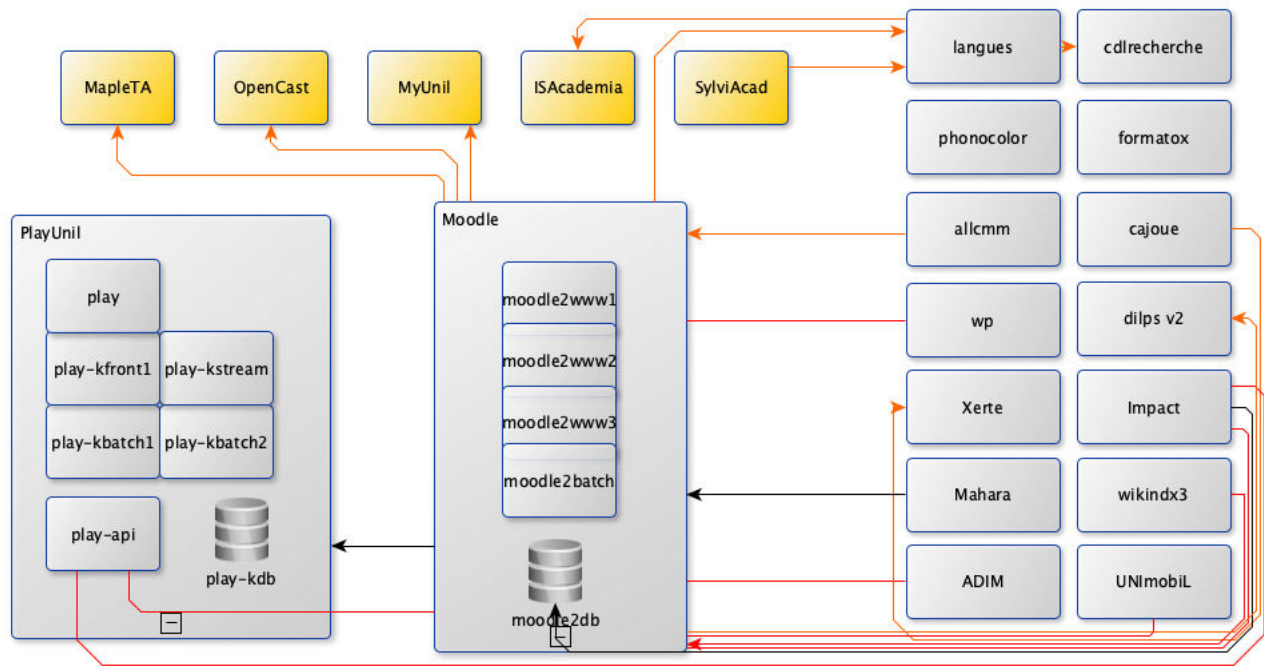 langues
cdlrecherche
MapleTA
OpenCast
MyUnil
ISAcademia
SylviAcad
phonocolor
formatox
PlayUnil
Moodle
allcmm
cajoue
play
moodle2www1
wp
dilps v2
play-kfront1
play-kstream
moodle2www2
Xerte
Impact
play-kbatch1
play-kbatch2
moodle2www3
moodle2batch
Mahara
wikindx3
play-api
play-kdb
moodle2db
ADIM
UNImobiL